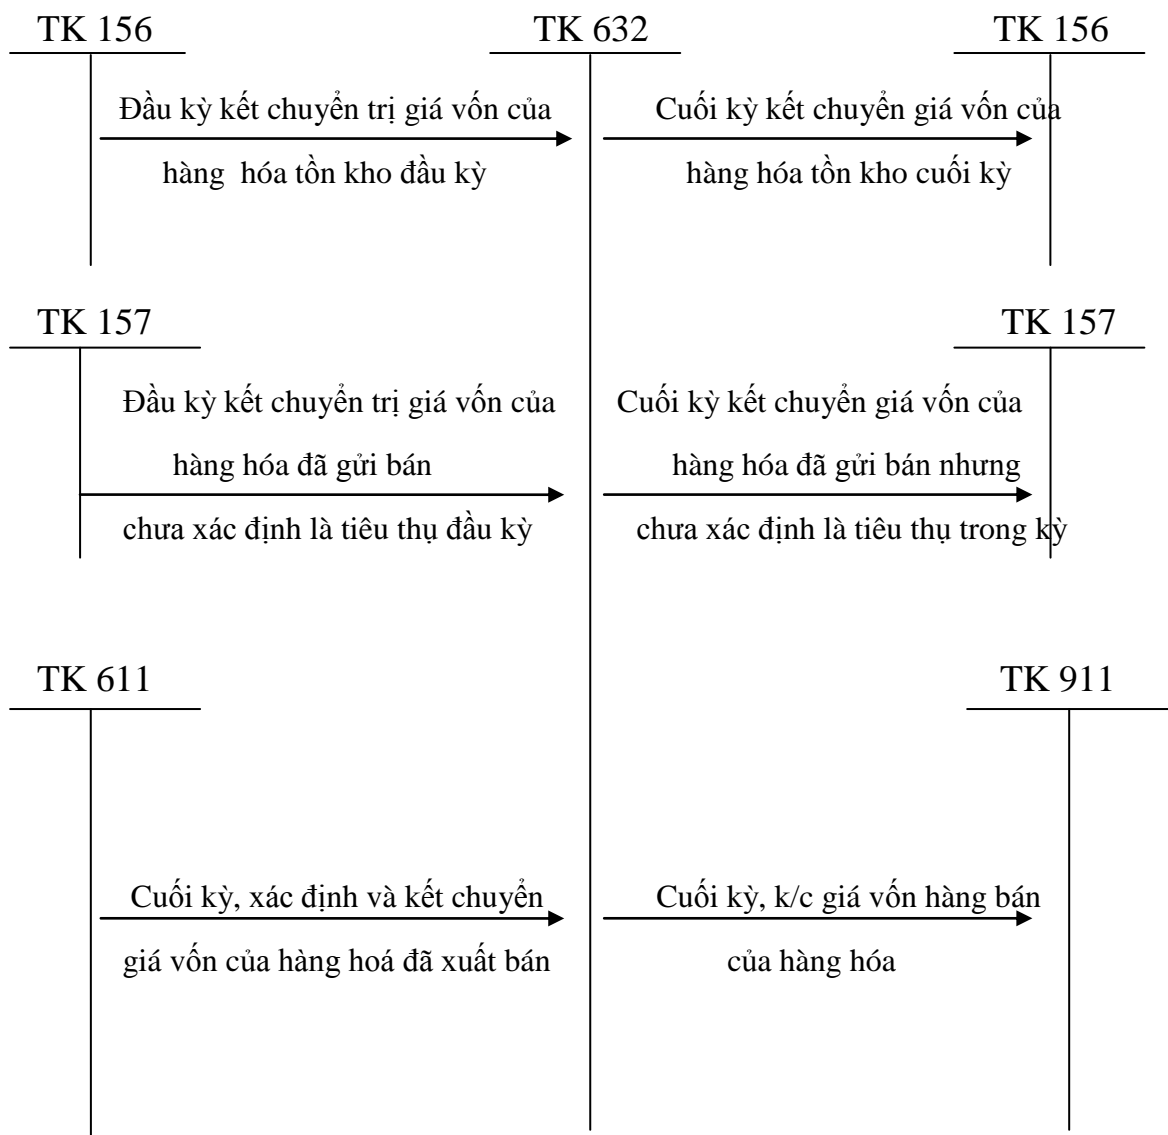 TK 156
TK 632
TK 156
Đầu kỳ kết chuyển trị giá vốn của
hàng hóa tồn kho đầu kỳ
Cuối kỳ kết chuyển giá vốn của
hàng hóa tồn kho cuối kỳ
TK 157
TK 157
Đầu kỳ kết chuyển trị giá vốn của
hàng hóa đã gửi bán
chưa xác định là tiêu thụ đầu kỳ
Cuối kỳ kết chuyển giá vốn của
hàng hóa đã gửi bán nhưng
chưa xác định là tiêu thụ trong kỳ
TK 611
TK 911
Cuối kỳ, xác định và kết chuyển
giá vốn của hàng hoá đã xuất bán
Cuối kỳ, k/c giá vốn hàng bán
của hàng hóa